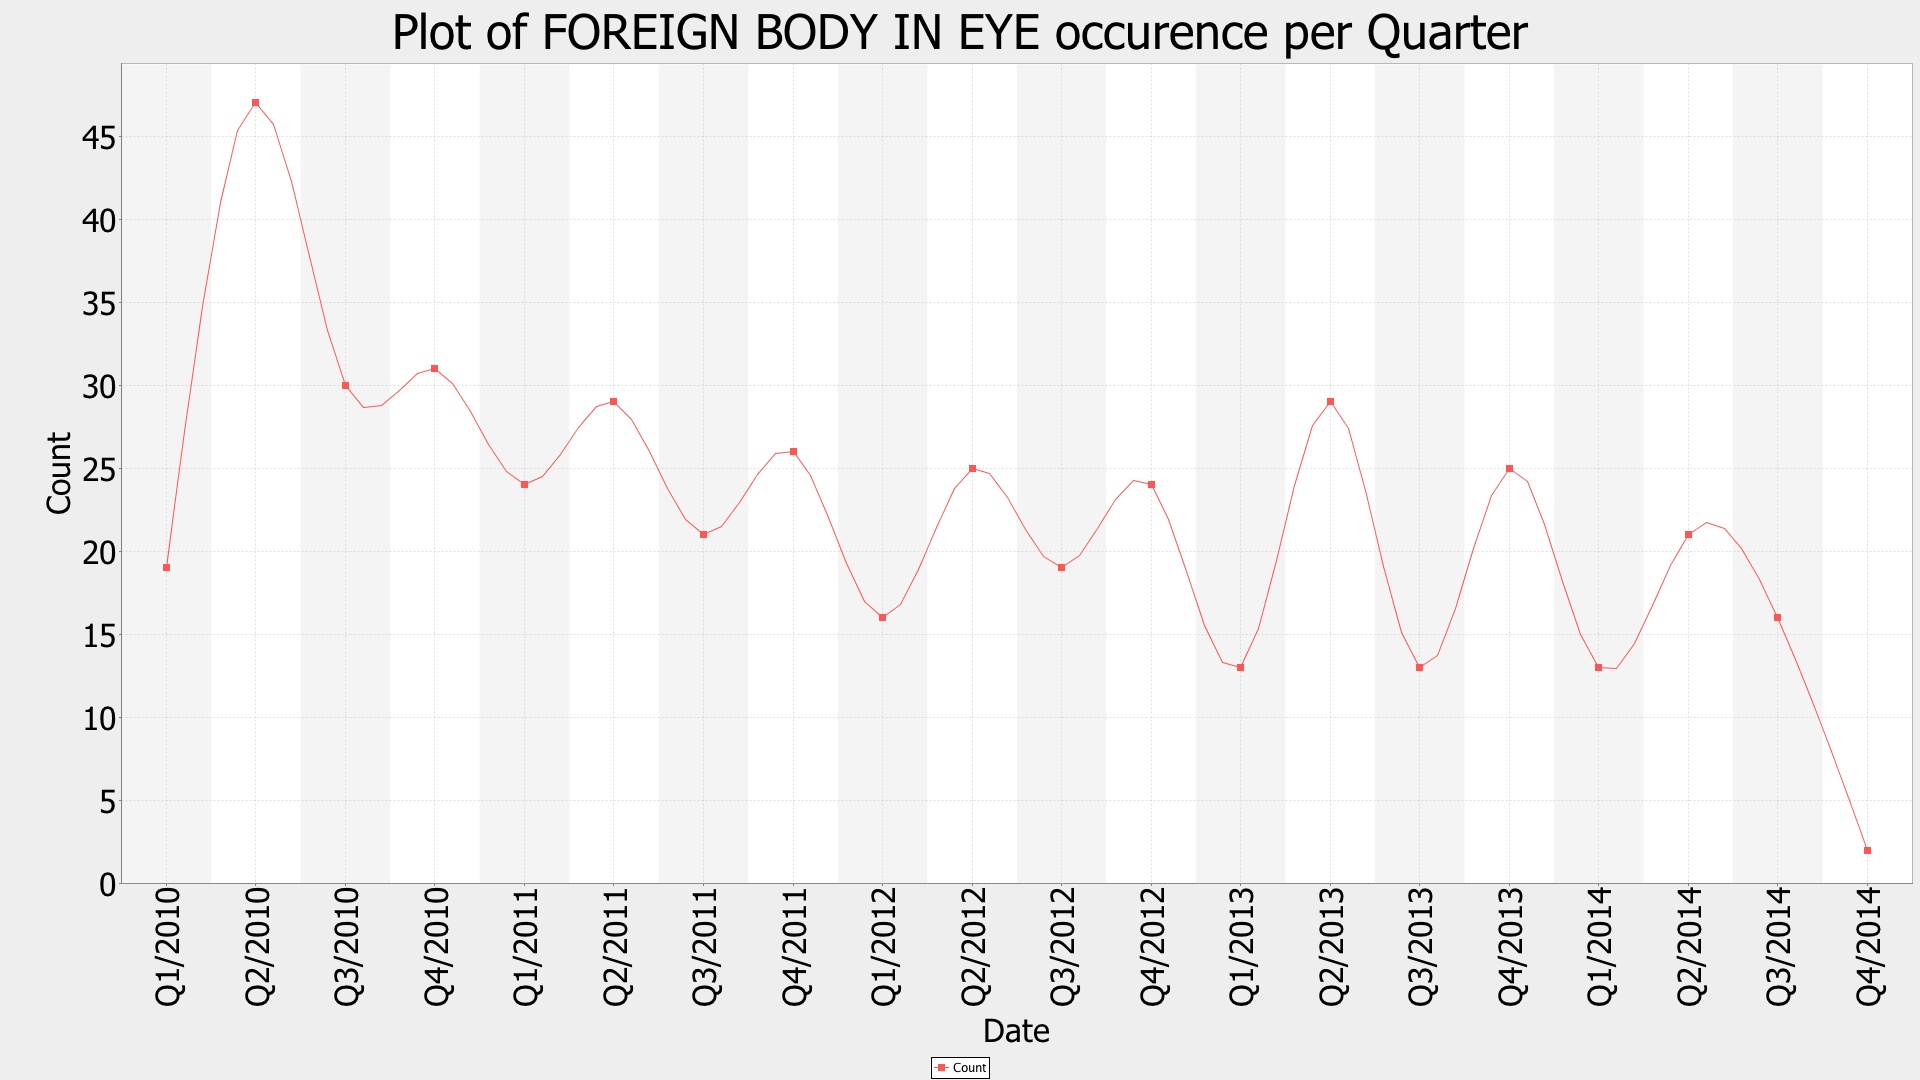 Plot of FOREIGN BODY IN EYE occurence per Quarter
45
40
35
30
25
20
15
10
5
0
Count
Q1/2010
Q2/2010
Q3/2010
Q4/2010
Q1/2011
Q2/2011
Q3/2011
Q4/2011
Q1/2012
Q2/2012
Q3/2012
Q4/2012
Q1/2013
Q2/2013
Q3/2013
Q4/2013
Q1/2014
Q2/2014
Q3/2014
Q4/2014
Date
Count